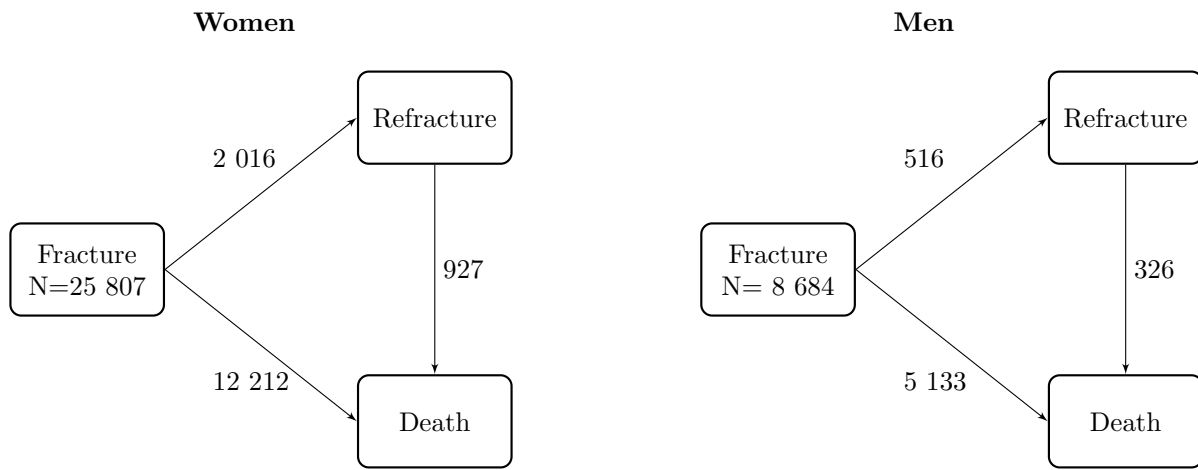 Women
Refracture
2 016
Fracture
N=25 807
927
12 212
Death
Men
Refracture
516
Fracture
N= 8 684
326
5 133
Death